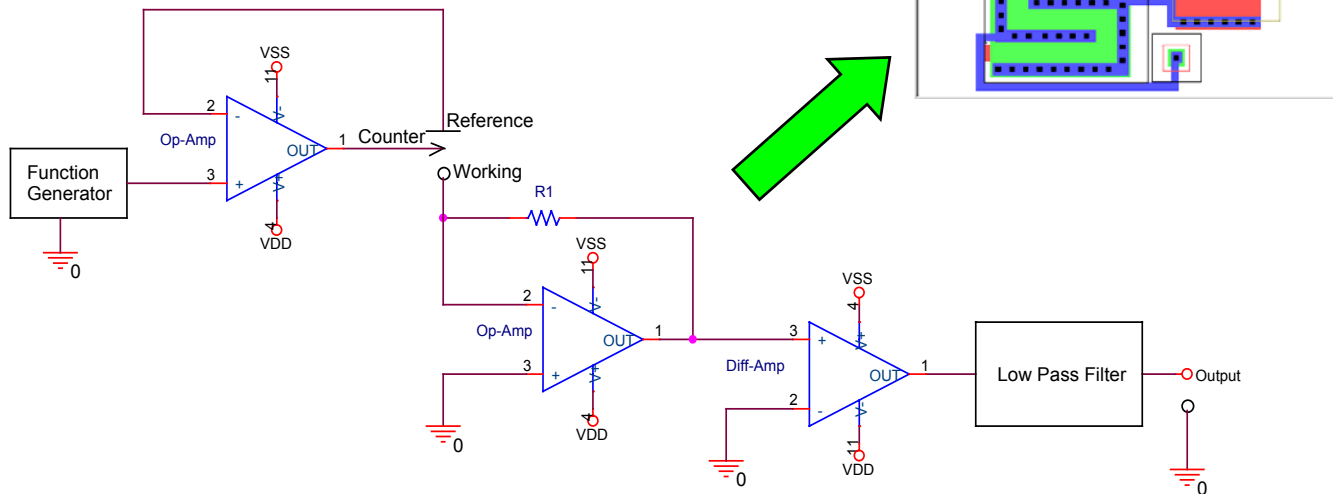 VSS
11
V-
2
-
Op-Amp
OUT
1
Counter
Reference
Function
Generator
3
+
V+
4
VDD
0
Working
R1
VSS
11
V-
2
-
Op-Amp
OUT
1
3
+
V+
4
VDD
0
VSS
4
V+
3
+
Diff-Amp
OUT
1
2
-
V-
11
VDD
0
Low Pass Filter
Output
0